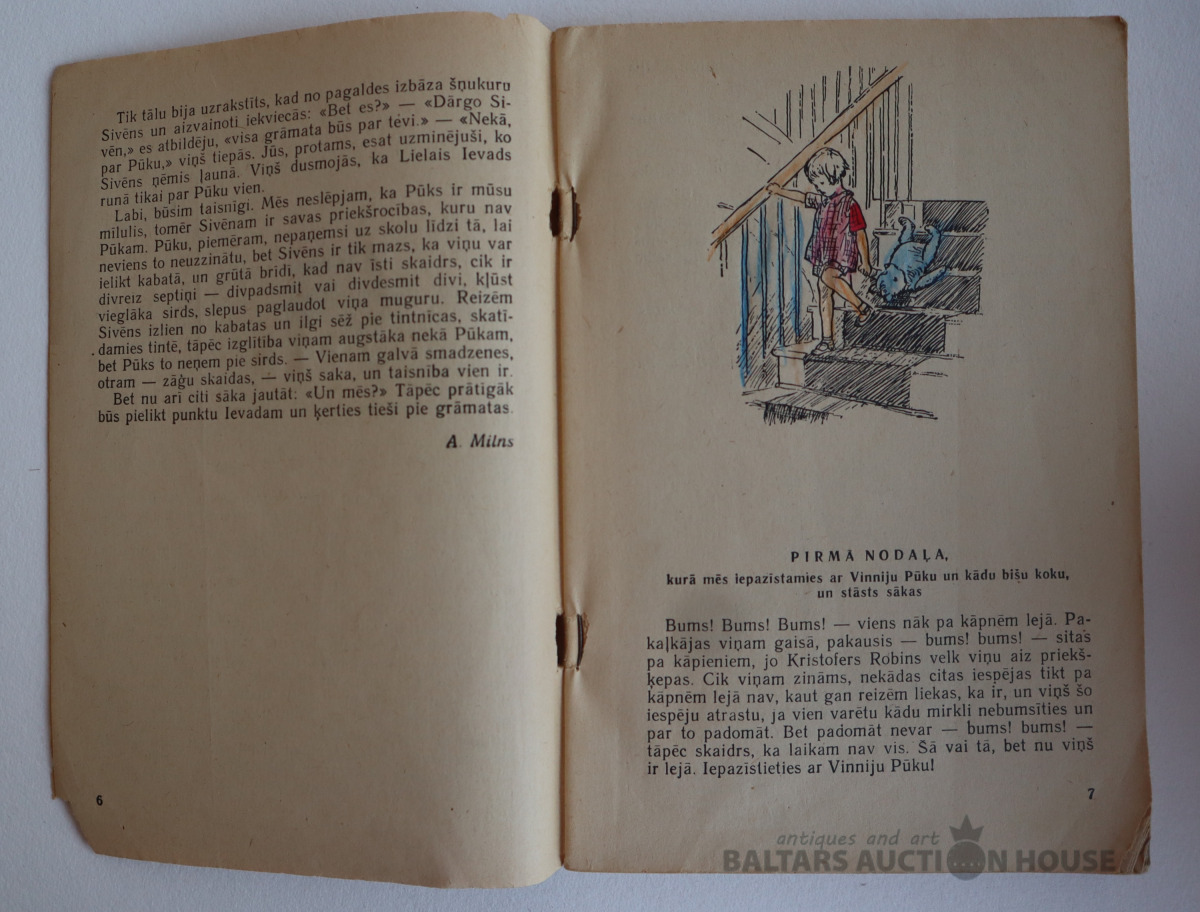 Tik tālu bija uzrakstīts, kad no pagaldes izbāza šņukuru
Sivēns un aizvainoti iekviecās: «Bet es?» — «Dārgo Si-
vēn,» es atbildēju, «visa grāmata būs par tevi.» — «Nekā,
par Pūku,» viņš tiepās. Jūs, protams, esat uzminējuši, ko
Sivēns ņēmis ļaunā. Viņš dusmojās, ka Lielais Ievads
runā tikai par Pūku vien.
Labi, būsim taisnīgi. Mēs neslēpjam, ka Pūks ir mūsu
mīlulis, tomēr Sivēnam ir savas priekšrocības, kuru nav
Pūkam. Pūku, piemēram, nepaņemsi uz skolu līdzi tā, lai
neviens to neuzzinātu, bet Sivēns ir tik mazs, ka viņu var
ielikt kabatā, un grūtā brīdī, kad nav īsti skaidrs, cik ir
divreiz septiņi — divpadsmit vai divdesmit divi, kļūst
vieglāka sirds, slepus paglaudot viņa muguru. Reizēm
Sivēns izlien no kabatas un ilgi sēž pie tintnīcas, skatī-
damies tintē, tāpēc izglītība viņam augstāka nekā Pūkam,
bet Pūks to neņem pie sirds. — Vienam galvā smadzenes,
otram — zāģu skaidas, — viņš saka, un taisnība vien ir.
Bet nu arī citi sāka jautāt: «Un mēs?» Tāpēc prātīgāk
būs pielikt punktu Ievadam un ķerties tieši pie grāmatas.
A. Milns
6
PIRMĀ NODAĻA,
kurā mēs iepazīstamies ar Vinniju Pūku un kādu bišu koku,
un stāsts sākas
Bums! Bums! Bums! — viens nāk pa kāpnēm lejā. Pa-
kaļkājas viņam gaisā, pakausis — bums! bums! — sitas
pa kāpieniem, jo Kristofers Robins velk viņu aiz priekš-
ķepas. Cik viņam zināms, nekādas citas iespējas tikt pa
kāpnēm lejā nav, kaut gan reizēm liekas, ka ir, un viņš šo
iespēju atrastu, ja vien varētu kādu mirkli nebumsīties un
par to padomāt. Bet padomāt nevar — bums! bums! —
tāpēc skaidrs, ka laikam nav vis. Šā vai tā, bet nu viņš
ir lejā. Iepazīstieties ar Vinniju Pūku!
7
antiques and art
BALTARS AUCTION HOUSE